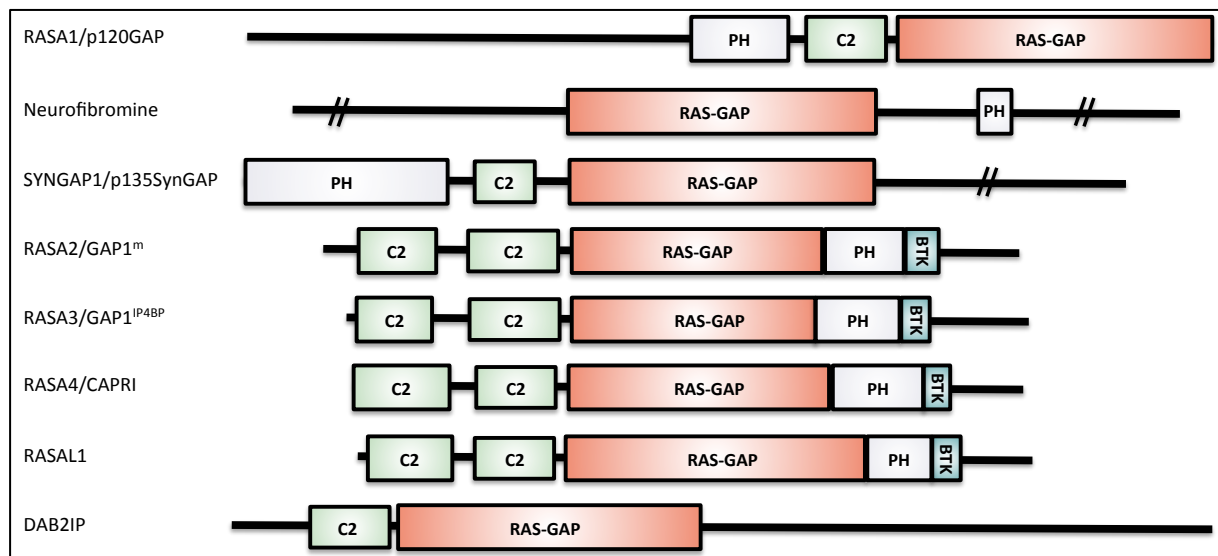 RASA1/p120GAP PH C2 RAS-GAP
Neurofibromine RAS-GAP PH
SYNGAP1/p135SynGAP PH C2 RAS-GAP
RASA2/GAP1ᵐ C2 C2 RAS-GAP PH BTK
RASA3/GAP1ᴵᴾ⁴ᴮᴾ C2 C2 RAS-GAP PH BTK
RASA4/CAPRI C2 C2 RAS-GAP PH BTK
RASAL1 C2 C2 RAS-GAP PH BTK
DAB2IP C2 RAS-GAP